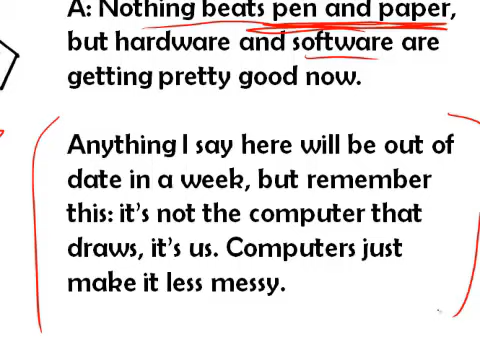 A: Nothing beats pen and paper,
but hardware and software are
getting pretty good now.
Anything I say here will be out of
date in a week, but remember
this: it's not the computer that
draws, it's us. Computers just
make it less messy.